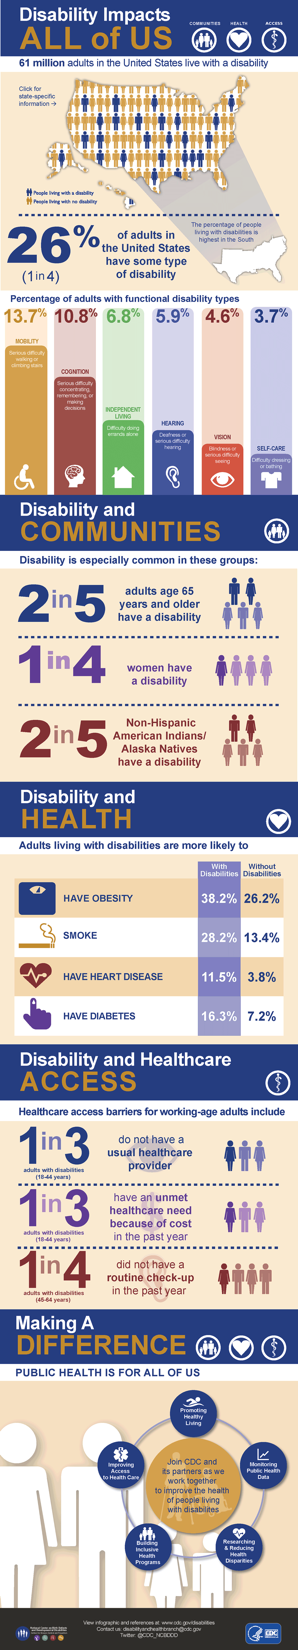 Disability Impacts
ALL of US
COMMUNITIES
HEALTH
ACCESS
61 million adults in the United States live with a disability
Click for
state-specific
information →
People living with a disability
People living with no disability
26%
(1 in 4)
of adults in
the United States
have some type
of disability
The percentage of people
living with disabilities is
highest in the South
Percentage of adults with functional disability types
13.7%
10.8%
6.8%
5.9%
4.6%
3.7%
MOBILITY
Serious difficulty
walking or
climbing stairs
COGNITION
Serious difficulty
concentrating,
remembering, or
making
decisions
INDEPENDENT
LIVING
Difficulty doing
errands alone
HEARING
Deafness or
serious difficulty
hearing
VISION
Blindness or
serious difficulty
seeing
SELF-CARE
Difficulty dressing
or bathing
Disability and
COMMUNITIES
Disability is especially common in these groups:
2 in 5
adults age 65
years and older
have a disability
1 in 4
women have
a disability
2 in 5
Non-Hispanic
American Indians/
Alaska Natives
have a disability
Disability and
HEALTH
Adults living with disabilities are more likely to
With
Disabilities
Without
Disabilities
HAVE OBESITY 38.2% 26.2%
SMOKE 28.2% 13.4%
HAVE HEART DISEASE 11.5% 3.8%
HAVE DIABETES 16.3% 7.2%
Disability and Healthcare
ACCESS
Healthcare access barriers for working-age adults include
1 in 3
adults with disabilities
(18-44 years)
do not have a
usual healthcare
provider
1 in 3
adults with disabilities
(18-44 years)
have an unmet
healthcare need
because of cost
in the past year
1 in 4
adults with disabilities
(45-64 years)
did not have a
routine check-up
in the past year
Making A
DIFFERENCE
PUBLIC HEALTH IS FOR ALL OF US
Promoting
Healthy
Living
Improving
Access
to Health Care
Monitoring
Public Health
Data
Join CDC and
its partners as we
work together
to improve the health
of people living
with disabilites
Building
Inclusive
Health
Programs
Researching
& Reducing
Health
Disparities
View infographic and references at: www.cdc.gov/disabilities
Contact us: disabilityandhealthbranch@cdc.gov
Twitter: @CDC_NCBDDD
CDC